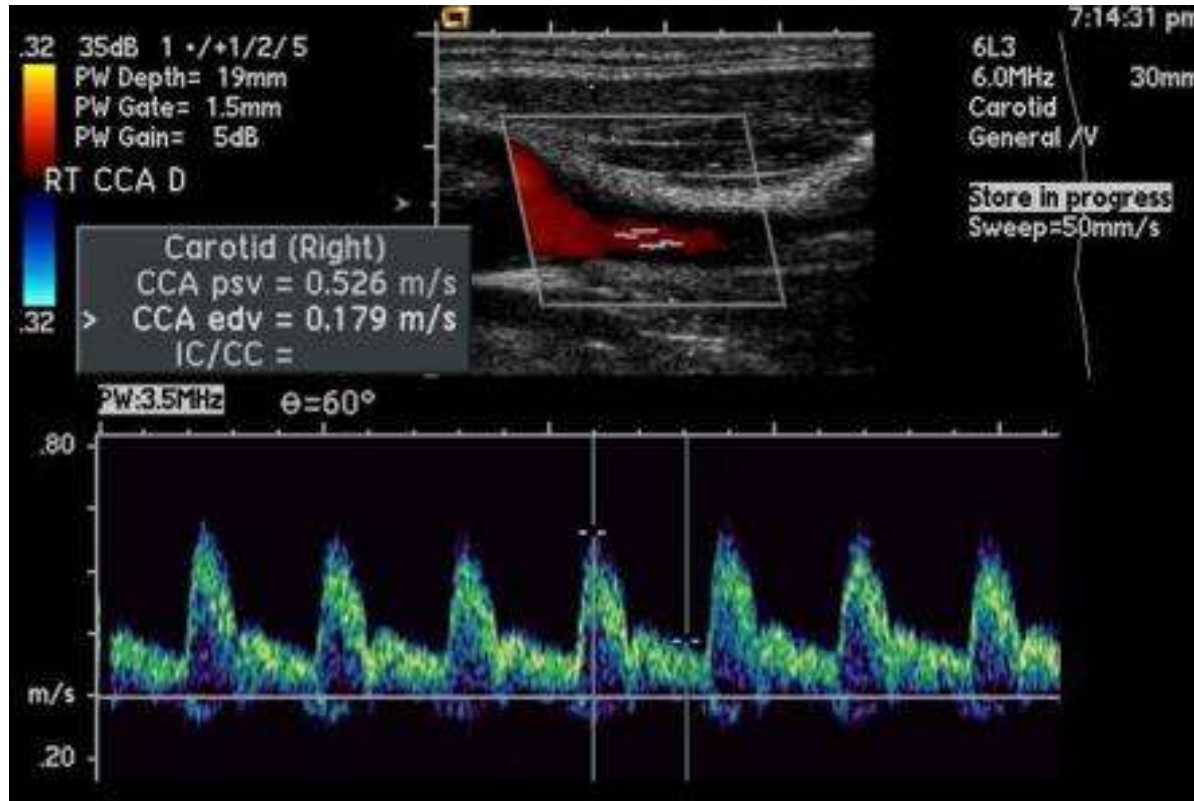 7:14:31 pm
.32 35dB 1 •/+1/2/5
PW Depth= 19mm
PW Gate= 1.5mm
PW Gain= 5dB
RT CCA D
.32
6L3
6.0MHz 30mm
Carotid
General /V
Store in progress
Sweep=50mm/s
Carotid (Right)
CCA psv = 0.526 m/s
> CCA edv = 0.179 m/s
IC/CC =
PW:3.5MHz θ=60°
.80
m/s
.20